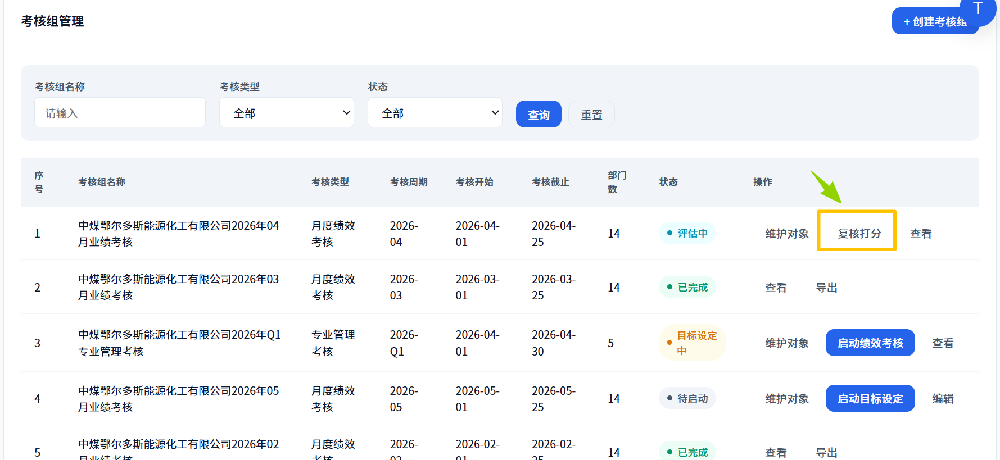 考核组管理
T
+ 创建考核组
考核组名称
考核类型
状态
请输入
全部
全部
查询
重置
序号
考核组名称
考核类型
考核周期
考核开始
考核截止
部门数
状态
操作
1
中煤鄂尔多斯能源化工有限公司2026年04
月业绩考核
月度绩效
考核
2026-
04
2026-04-
01
2026-04-
25
14
评估中
维护对象
复核打分
查看
2
中煤鄂尔多斯能源化工有限公司2026年03
月业绩考核
月度绩效
考核
2026-
03
2026-03-
01
2026-03-
25
14
已完成
查看
导出
3
中煤鄂尔多斯能源化工有限公司2026年Q1
专业管理考核
专业管理
考核
2026-
Q1
2026-04-
01
2026-04-
30
5
目标设定
中
维护对象
启动绩效考核
查看
4
中煤鄂尔多斯能源化工有限公司2026年05
月业绩考核
月度绩效
考核
2026-
05
2026-05-
01
2026-05-
25
14
待启动
维护对象
启动目标设定
编辑
5
中煤鄂尔多斯能源化工有限公司2026年02
月业绩考核
月度绩效
考核
2026-
02
2026-02-
01
2026-02-
25
14
已完成
查看
导出